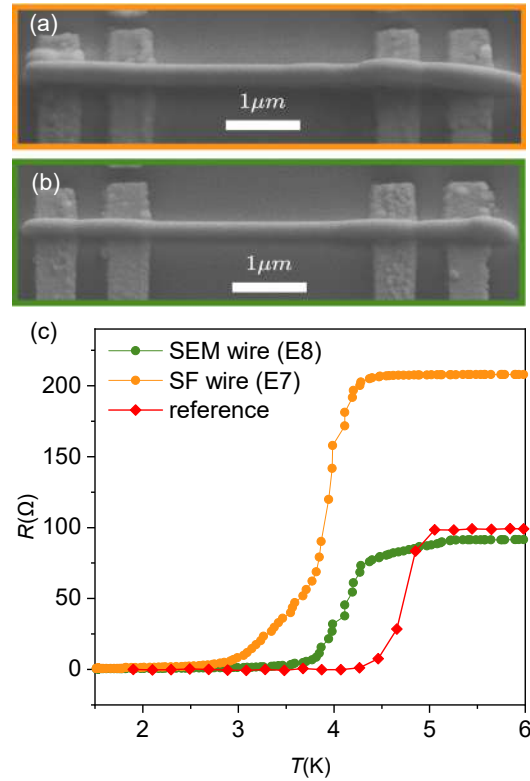 (a)
1μm
(b)
1μm
(c)
SEM wire (E8)
SF wire (E7)
reference
200
150
100
50
0
R(Ω)
2 3 4 5 6
T(K)